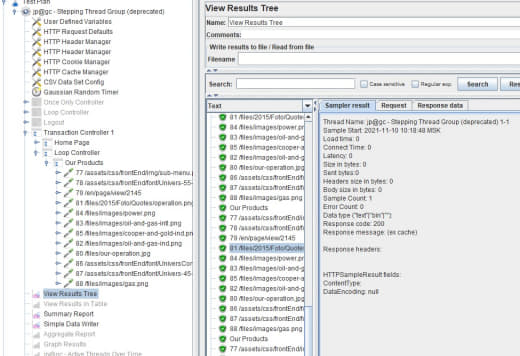 Test Plan
jp@gc - Stepping Thread Group (deprecated)
User Defined Variables
HTTP Request Defaults
HTTP Header Manager
HTTP Header Manager
HTTP Cookie Manager
HTTP Cache Manager
CSV Data Set Config
Gaussian Random Timer
Once Only Controller
Loop Controller
Logout
Transaction Controller 1
Home Page
Loop Controller
Our Products
77 /assets/css/frontEnd/img/sub-menu.p
78 /assets/css/frontEnd/font/Univers-55-
79 /en/pageview/2145
81 /files/2015/Foto/Quotes/operation.png
82 /files/images/power.png
83 /files/images/oil-and-gas-intl.png
85 /files/images/cooper-and-gold-ind.png
84 /files/images/oil-and-gas-ind.png
80 /files/our-operation.jpg
86 /assets/css/frontEnd/font/UniversCon
87 /assets/css/frontEnd/font/Univers-45-
88 /files/images/gas.png
View Results Tree
View Results In Table
Summary Report
Simple Data Writer
Aggregate Report
Graph Results
jp@gc - Active Threads Over Time
View Results Tree
Name: View Results Tree
Comments:
Write results to file / Read from file
Filename
Search:
Case sensitive
Regular exp.
Search
Res
Text
81 /files/2015/Foto/Quotes
82 /files/images/power.pn
83 /files/images/oil-and-g
85 /files/images/cooper-a
84 /files/images/oil-and-g
80 /files/our-operation.jpg
86 /assets/css/frontEnd/f
87 /assets/css/frontEnd/f
88 /files/images/gas.png
Our Products
77 /assets/css/frontEnd/i
78 /assets/css/frontEnd/f
79 /en/pageview/2145
81 /files/2015/Foto/Quotes
82 /files/images/power.pn
83 /files/images/oil-and-g
85 /files/images/cooper-a
84 /files/images/oil-and-g
80 /files/our-operation.jpg
86 /assets/css/frontEnd/f
87 /assets/css/frontEnd/f
88 /files/images/gas.png
Our Products
77 /assets/css/frontEnd/i
Sampler result
Request
Response data
Thread Name: jp@gc - Stepping Thread Group (deprecated) 1-1
Sample Start: 2021-11-10 10:18:48 MSK
Load time: 0
Connect Time: 0
Latency: 0
Size in bytes: 0
Sent bytes:0
Headers size in bytes: 0
Body size in bytes: 0
Sample Count: 1
Error Count: 0
Data type ("text"|"bin"|""):
Response code: 200
Response message: (ex cache)
Response headers:
HTTPSampleResult fields:
ContentType:
DataEncoding: null